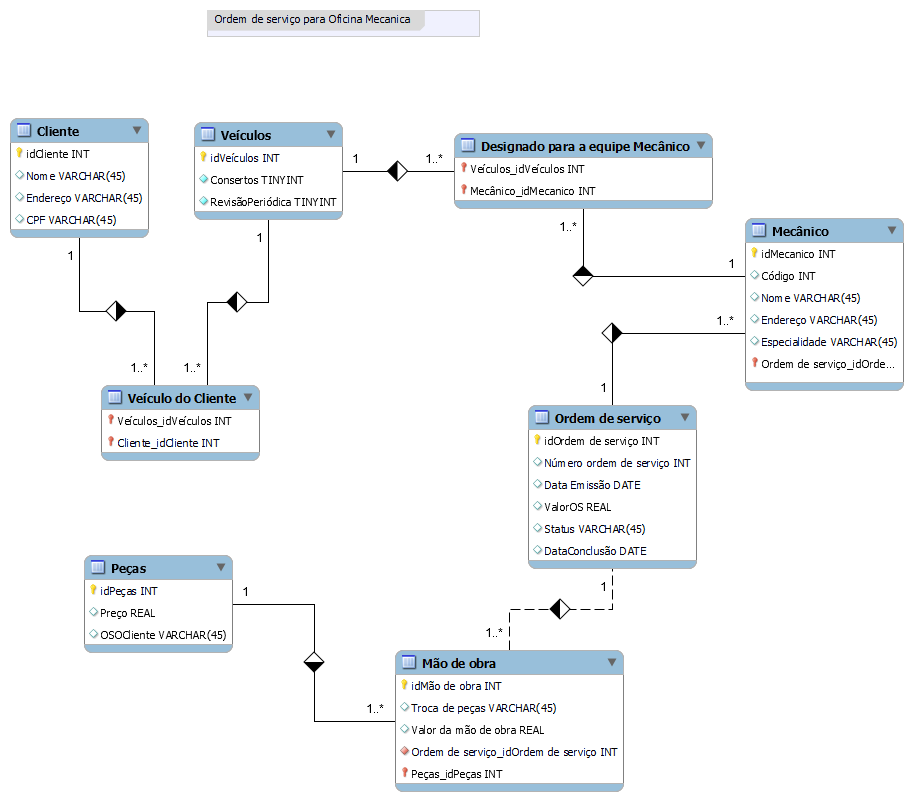 Ordem de serviço para Oficina Mecanica
Cliente
idCliente INT
Nome VARCHAR(45)
Endereço VARCHAR(45)
CPF VARCHAR(45)
Veículos
idVeículos INT
Consertos TINYINT
RevisãoPeriódica TINYINT
1
1..*
Designado para a equipe Mecânico
Veículos_idVeículos INT
Mecânico_idMecanico INT
1..*
1
Mecânico
idMecanico INT
Código INT
Nome VARCHAR(45)
Endereço VARCHAR(45)
Especialidade VARCHAR(45)
Ordem de serviço_idOrde...
1
1..*
1
1..*
Veículo do Cliente
Veículos_idVeículos INT
Cliente_idCliente INT
1..*
1
Ordem de serviço
idOrdem de serviço INT
Número ordem de serviço INT
Data Emissão DATE
ValorOS REAL
Status VARCHAR(45)
DataConclusão DATE
1
1..*
Peças
idPeças INT
Preço REAL
OSOCliente VARCHAR(45)
1
1..*
Mão de obra
idMão de obra INT
Troca de peças VARCHAR(45)
Valor da mão de obra REAL
Ordem de serviço_idOrdem de serviço INT
Peças_idPeças INT